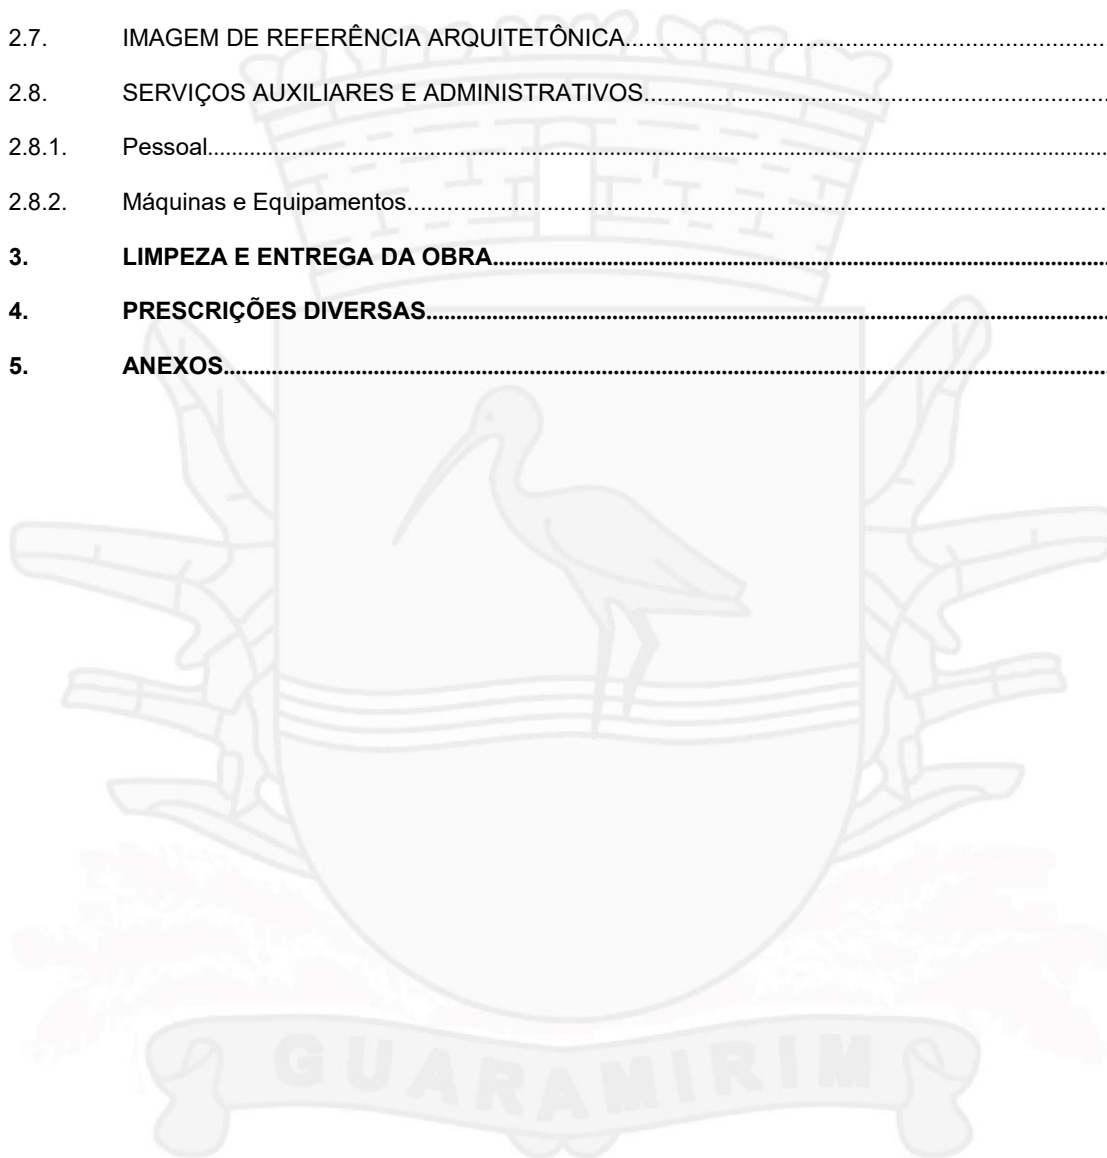 2.7. IMAGEM DE REFERÊNCIA ARQUITETÔNICA........................................................................
2.8. SERVIÇOS AUXILIARES E ADMINISTRATIVOS........................................................................
2.8.1. Pessoal........................................................................
2.8.2. Máquinas e Equipamentos........................................................................
3. LIMPEZA E ENTREGA DA OBRA........................................................................
4. PRESCRIÇÕES DIVERSAS........................................................................
5. ANEXOS........................................................................
GUARAMIRIM